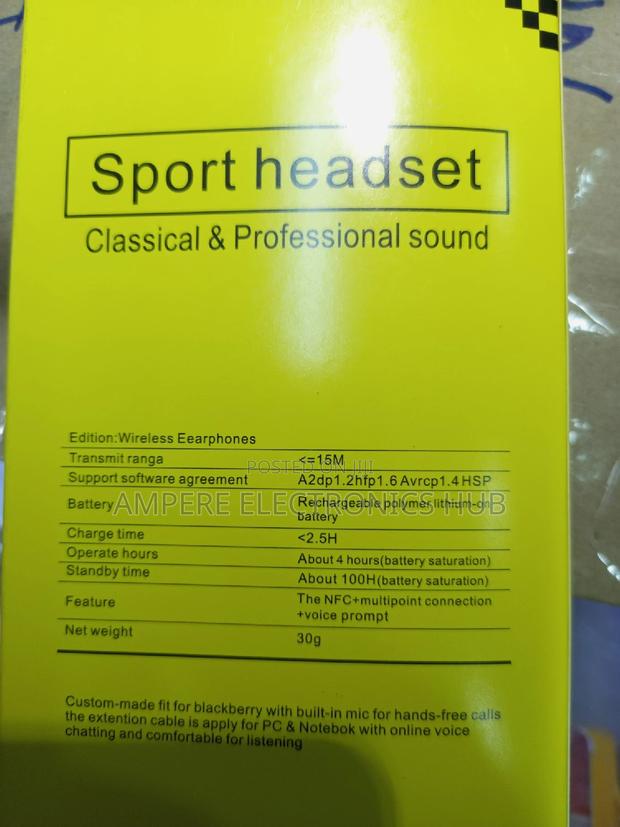 Sport headset
Classical & Professional sound
Edition:Wireless Eearphones
Transmit ranga <=15M
POSTED ON JIJI
Support software agreement A2dp1.2hfp1.6 Avrcp1.4 HSP
AMPERE ELECTRONICS HUB
Battery Rechargeable polymer lithium-on
battery
Charge time <2.5H
Operate hours About 4 hours(battery saturation)
Standby time About 100H(battery saturation)
Feature The NFC+multipoint connection
+voice prompt
Net weight 30g
Custom-made fit for blackberry with built-in mic for hands-free calls
the extention cable is apply for PC & Notebok with online voice
chatting and comfortable for listening